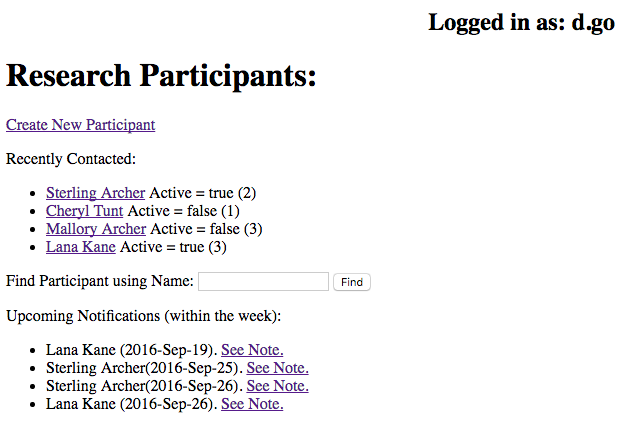 Logged in as: d.go
Research Participants:
Create New Participant
Recently Contacted:
Sterling Archer Active = true (2)
Cheryl Tunt Active = false (1)
Mallory Archer Active = false (3)
Lana Kane Active = true (3)
Find Participant using Name: Find
Upcoming Notifications (within the week):
Lana Kane (2016-Sep-19). See Note.
Sterling Archer(2016-Sep-25). See Note.
Sterling Archer(2016-Sep-26). See Note.
Lana Kane (2016-Sep-26). See Note.